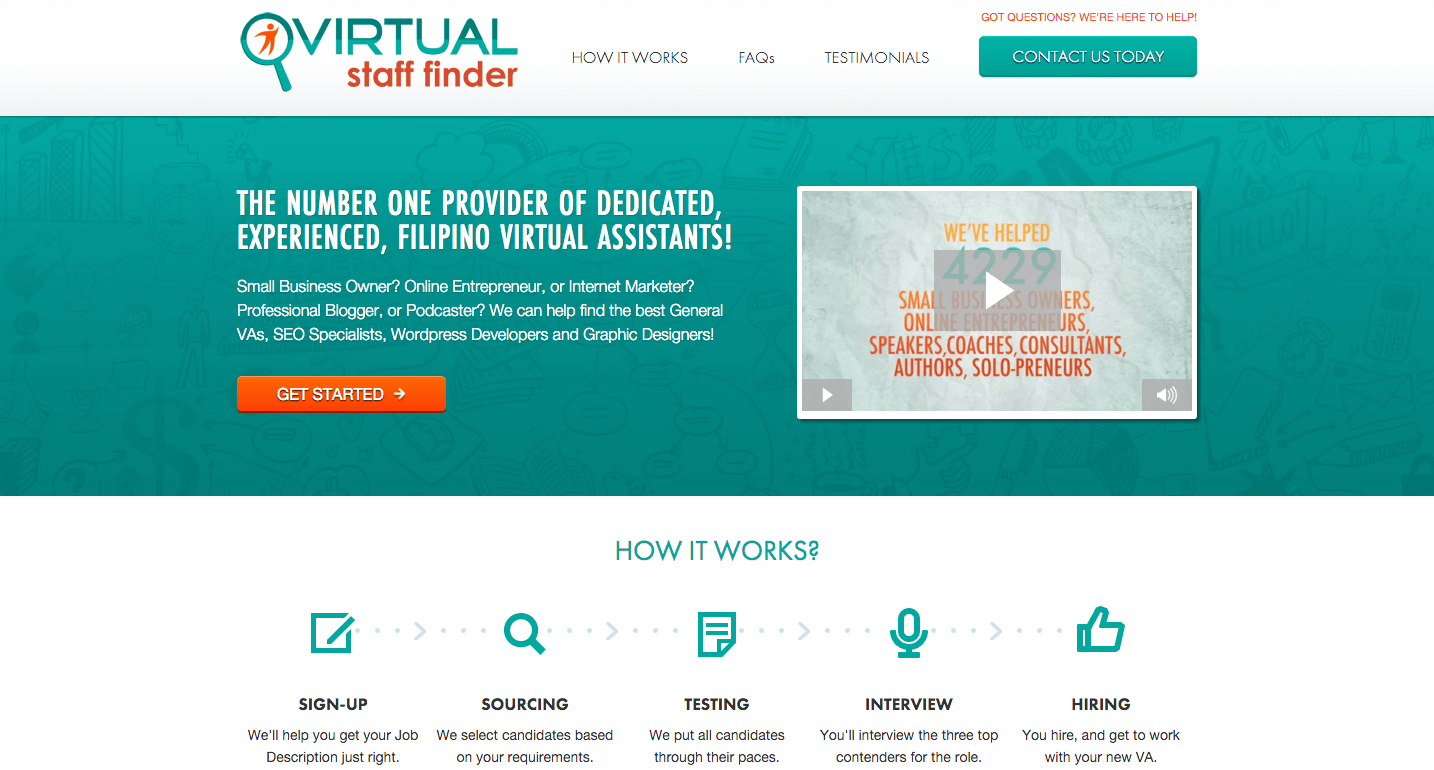 VIRTUAL
staff finder
HOW IT WORKS
FAQs
TESTIMONIALS
GOT QUESTIONS? WE'RE HERE TO HELP!
CONTACT US TODAY
THE NUMBER ONE PROVIDER OF DEDICATED,
EXPERIENCED, FILIPINO VIRTUAL ASSISTANTS!
Small Business Owner? Online Entrepreneur, or Internet Marketer?
Professional Blogger, or Podcaster? We can help find the best General
VAs, SEO Specialists, Wordpress Developers and Graphic Designers!
GET STARTED
WE'VE HELPED
4229
SMALL BUSINESS OWNERS,
ONLINE ENTREPRENEURS,
SPEAKERS,COACHES,CONSULTANTS,
AUTHORS, SOLO-PRENEURS
HOW IT WORKS?
SIGN-UP
We'll help you get your Job
Description just right.
SOURCING
We select candidates based
on your requirements.
TESTING
We put all candidates
through their paces.
INTERVIEW
You'll interview the three top
contenders for the role.
HIRING
You hire, and get to work
with your new VA.